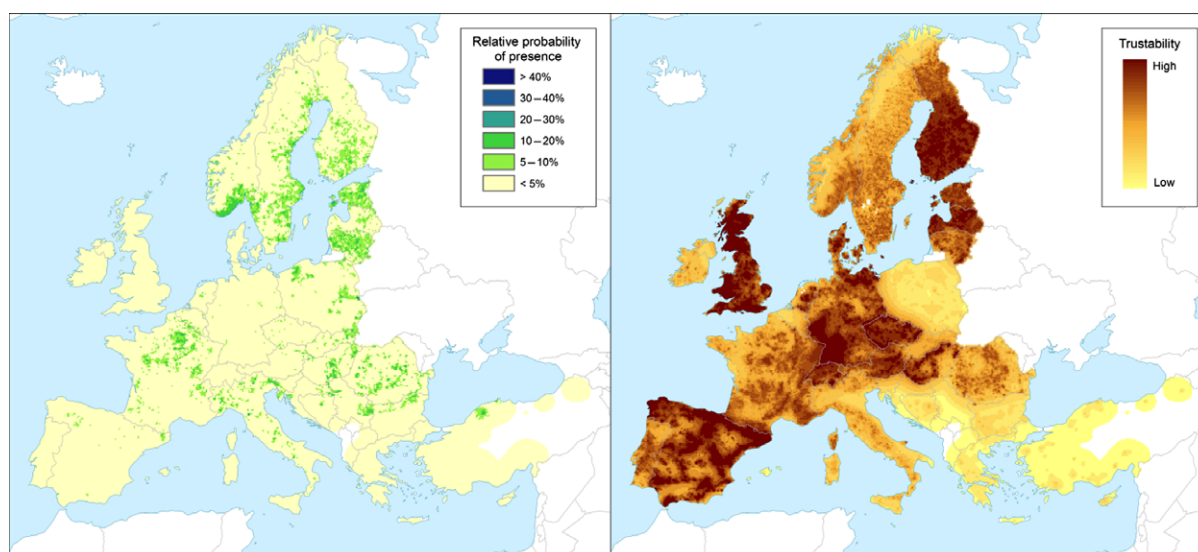 Relative probability
of presence
> 40%
30–40%
20–30%
10–20%
5–10%
< 5%
Trustability
High
Low